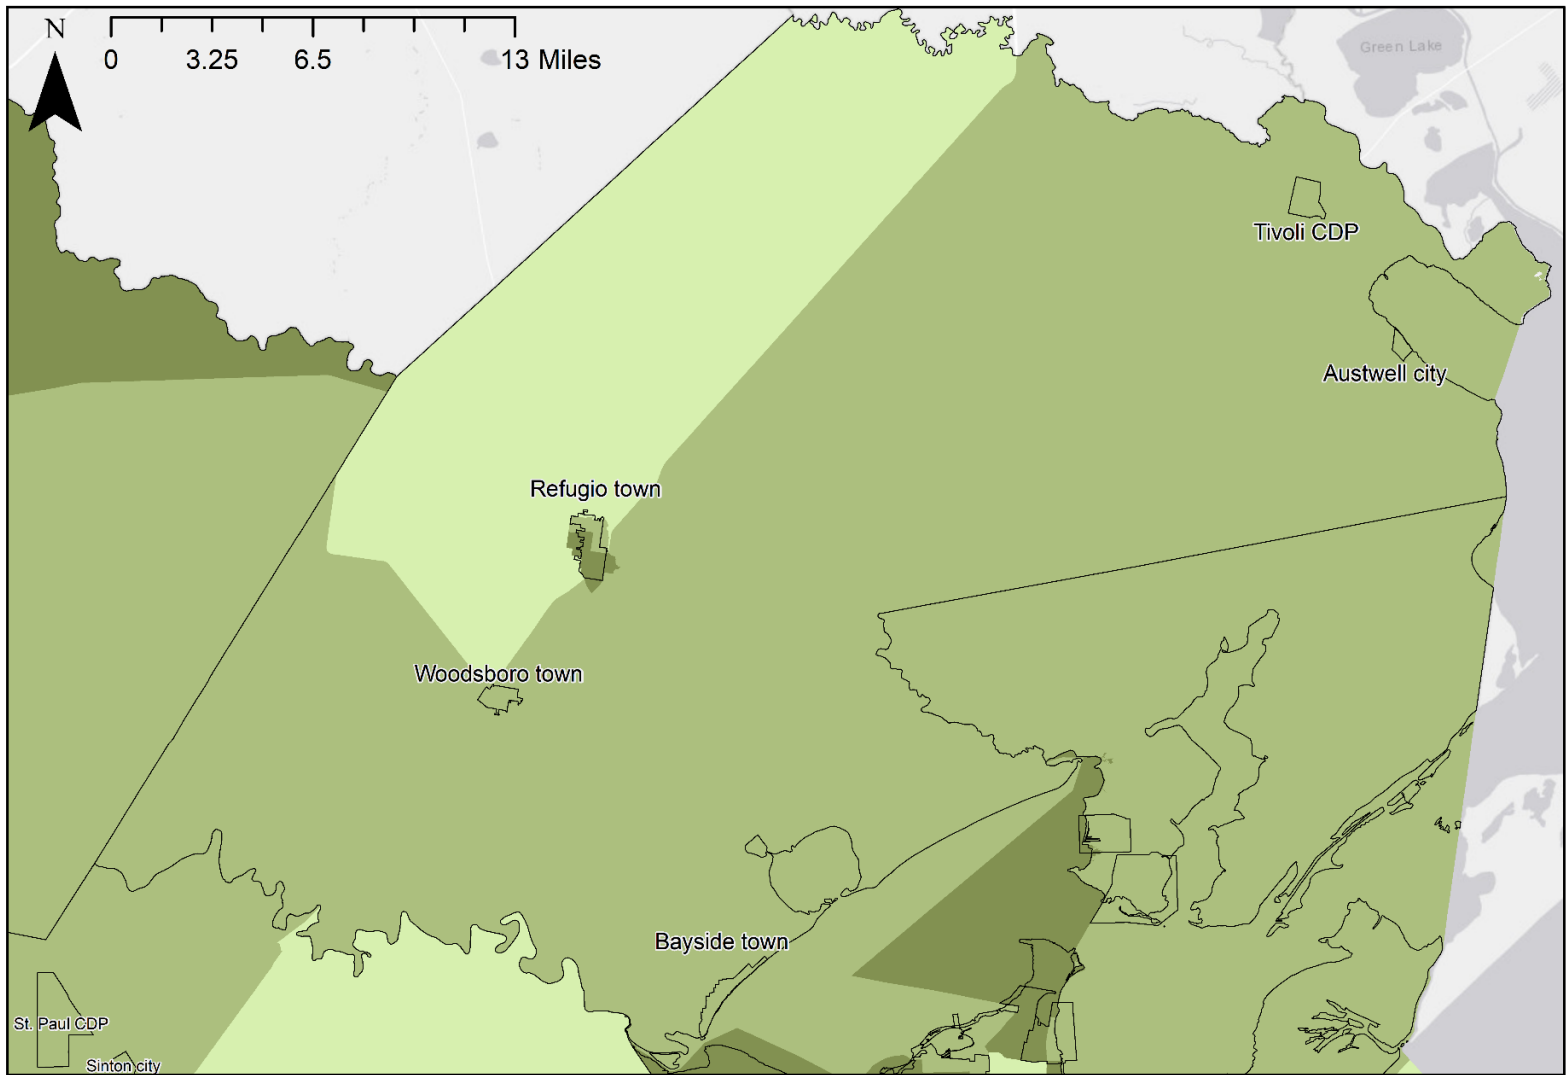 N
0 3.25 6.5 13 Miles
Green Lake
Tivoli CDP
Austwell city
Refugio town
Woodsboro town
Bayside town
St. Paul CDP
Sinton city